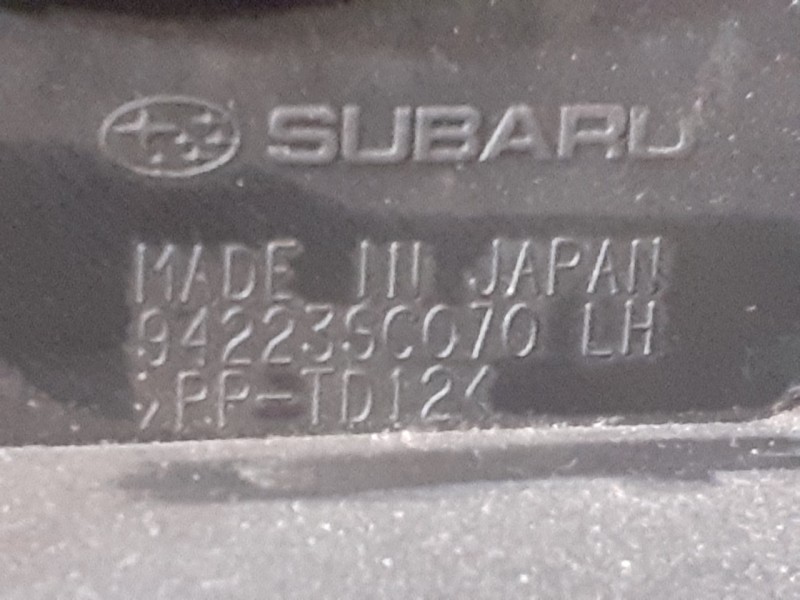 SUBARU
MADE IN JAPAN
94223SC070 LH
>PP-TD12<